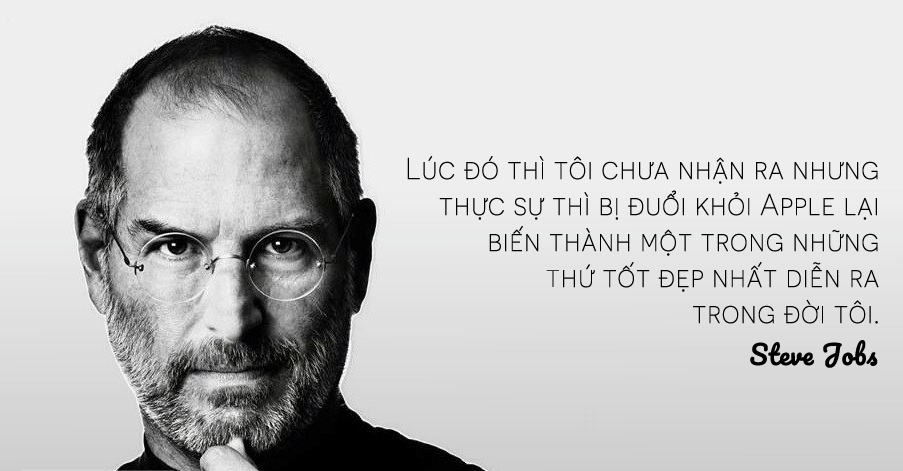 Lúc đó thì tôi chưa nhận ra nhưng
thực sự thì bị đuổi khỏi Apple lại
biến thành một trong những
thứ tốt đẹp nhất diễn ra
trong đời tôi.
Steve Jobs